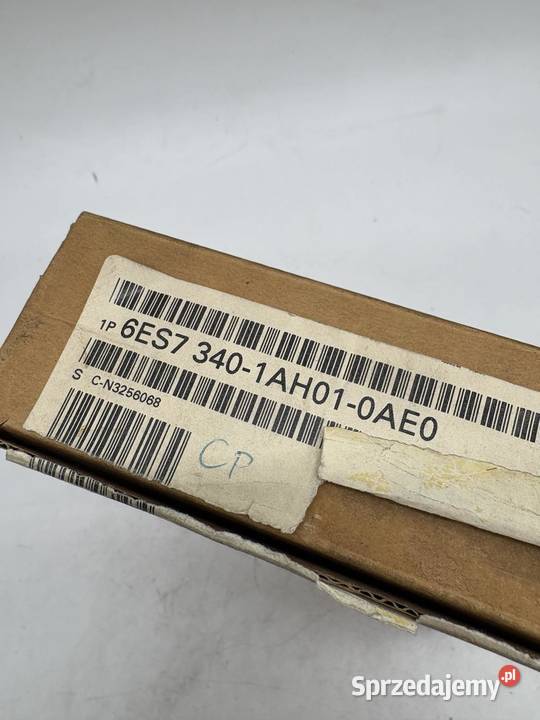 1P 6ES7 340-1AH01-0AE0
S C-N3256068
CP
Sprzedajemy.pl